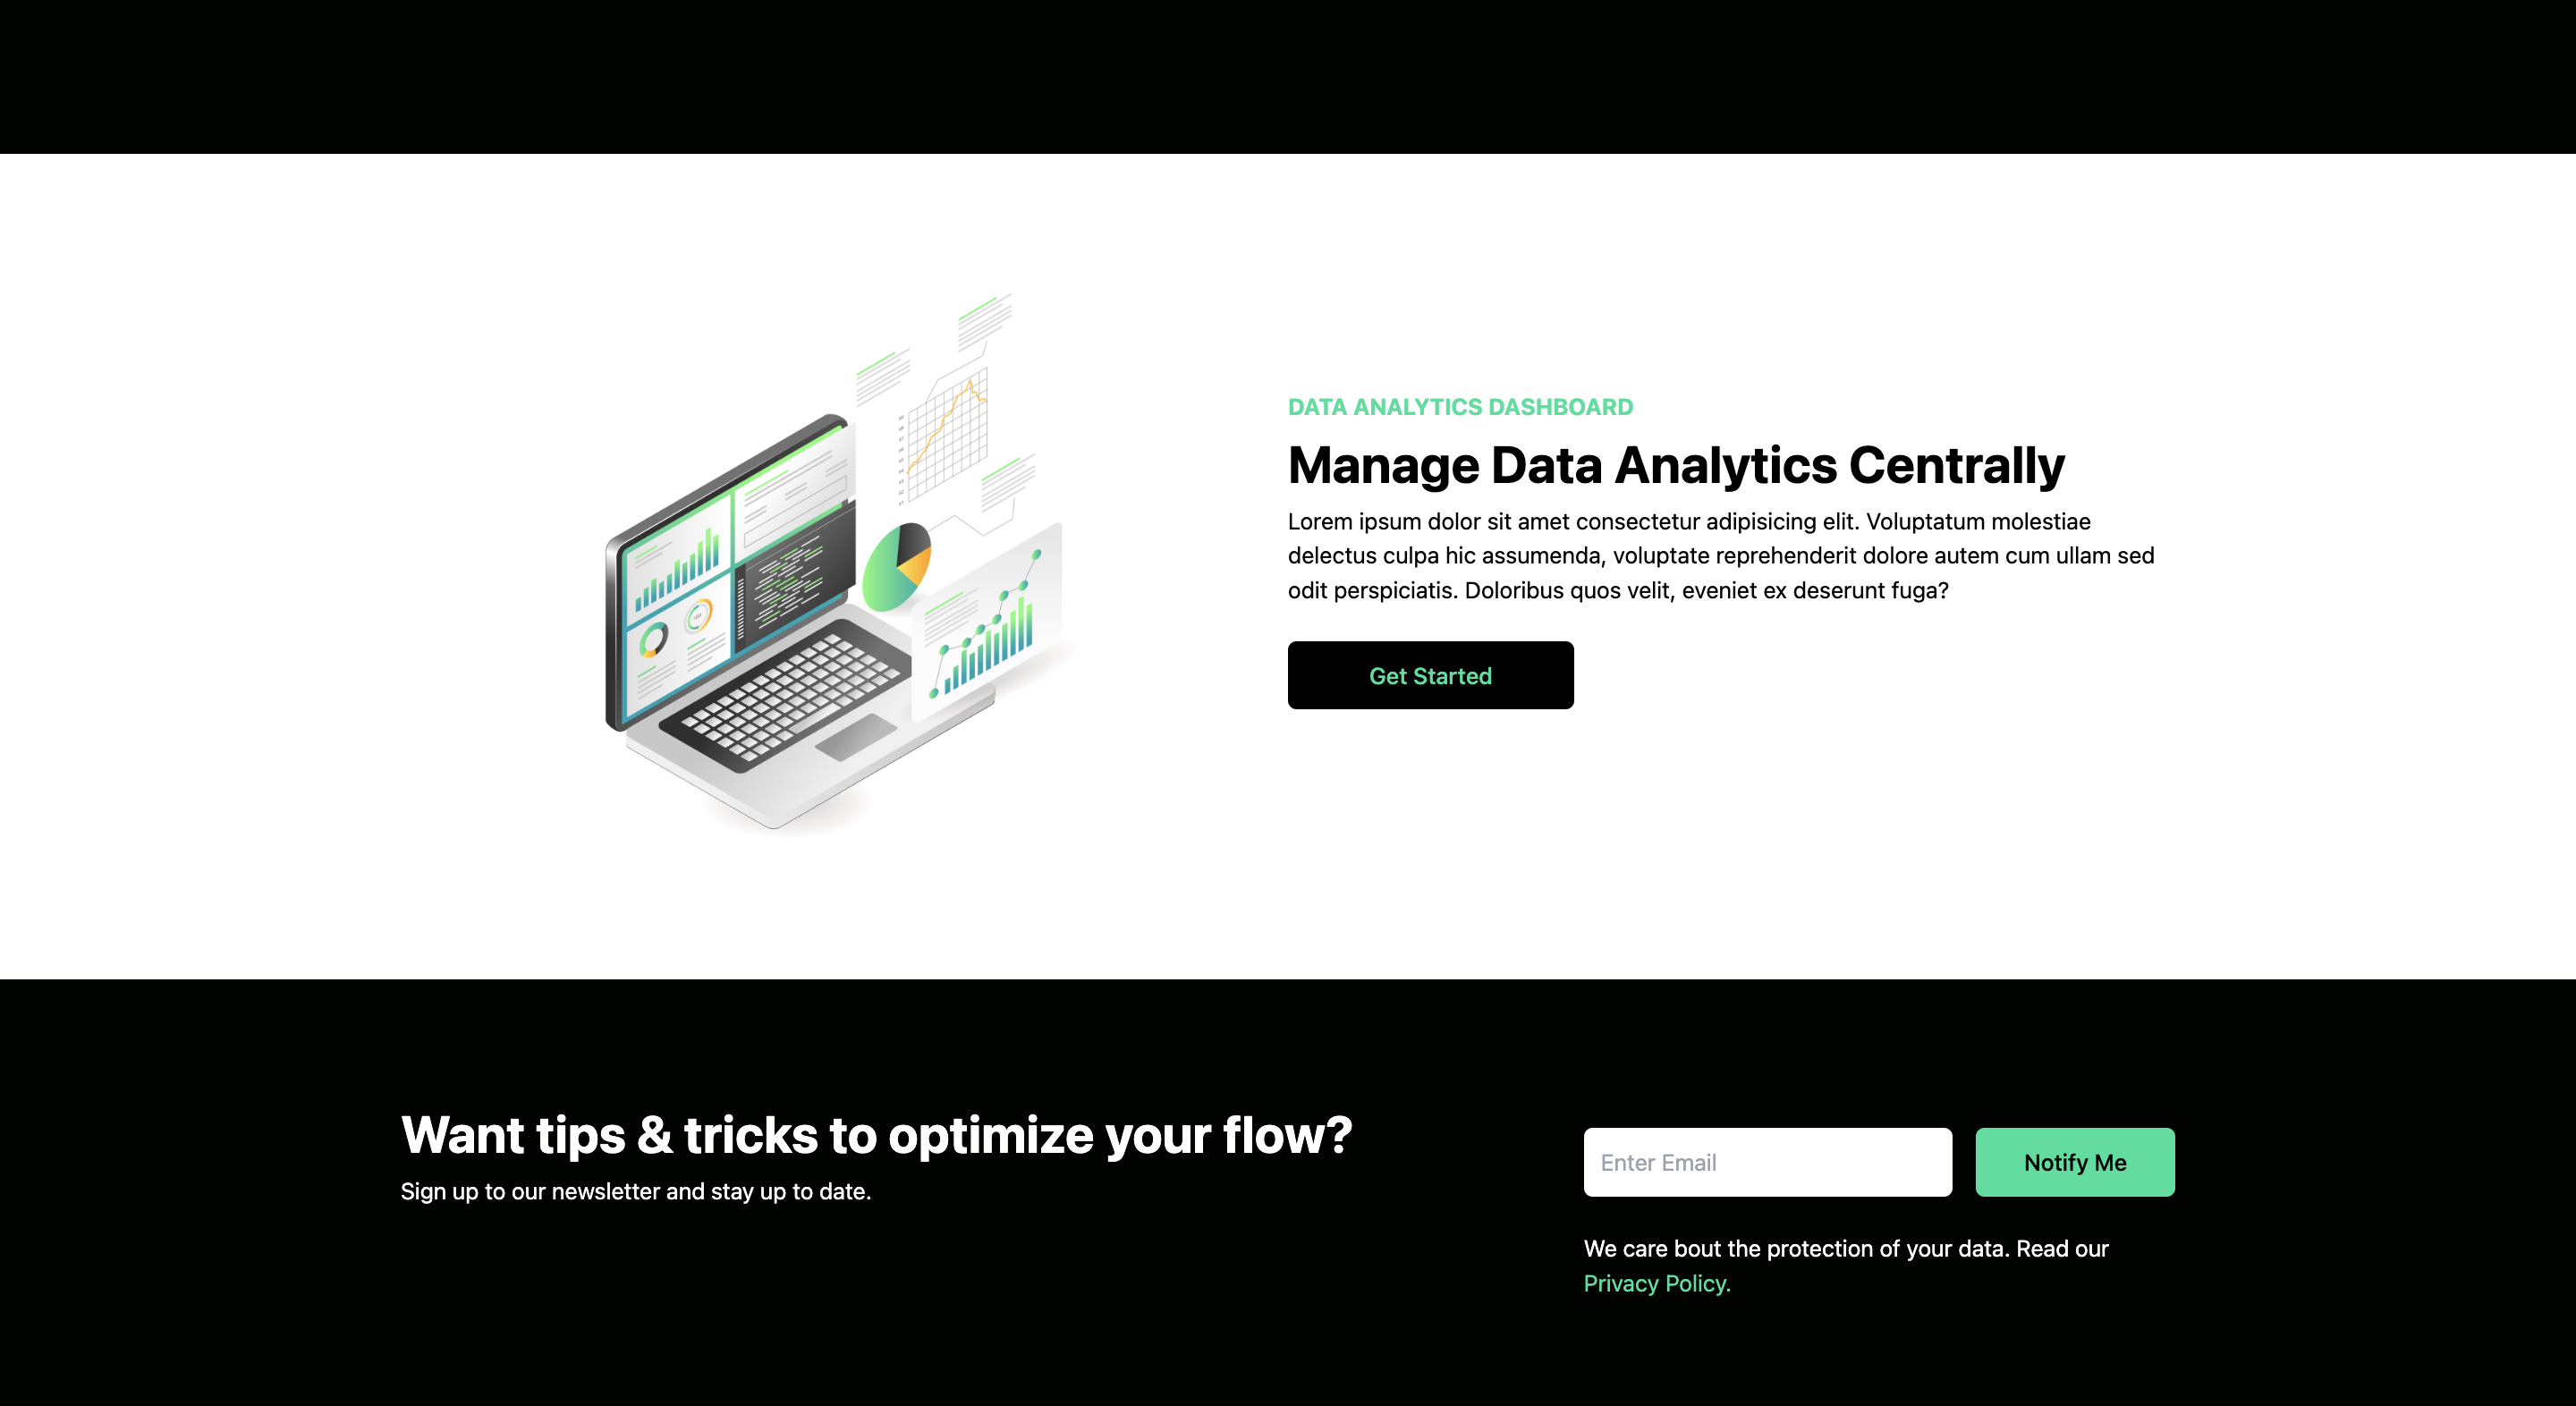 DATA ANALYTICS DASHBOARD
Manage Data Analytics Centrally
Lorem ipsum dolor sit amet consectetur adipisicing elit. Voluptatum molestiae
delectus culpa hic assumenda, voluptate reprehenderit dolore autem cum ullam sed
odit perspiciatis. Doloribus quos velit, eveniet ex deserunt fuga?
Get Started
Want tips & tricks to optimize your flow?
Sign up to our newsletter and stay up to date.
Enter Email
Notify Me
We care bout the protection of your data. Read our
Privacy Policy.